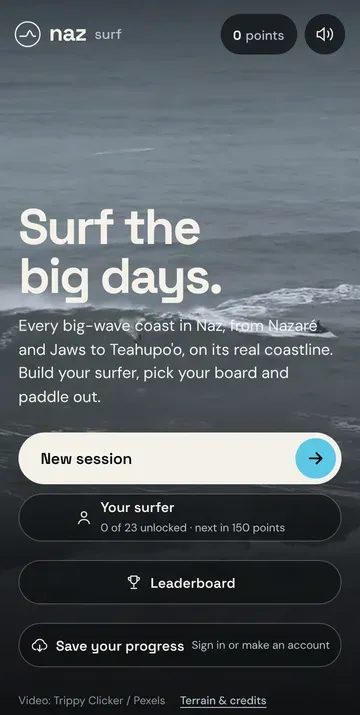 naz surf
0 points
Surf the
big days.
Every big-wave coast in Naz, from Nazaré
and Jaws to Teahupo'o, on its real coastline.
Build your surfer, pick your board and
paddle out.
New session
Your surfer
0 of 23 unlocked · next in 150 points
Leaderboard
Save your progress Sign in or make an account
Video: Trippy Clicker / Pexels Terrain & credits